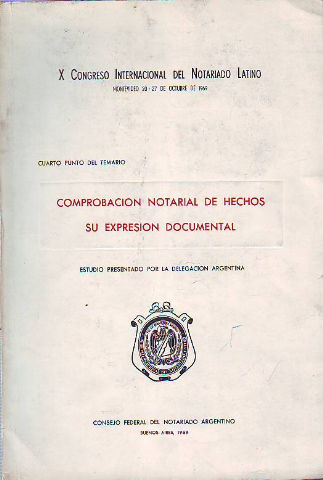 X CONGRESO INTERNACIONAL DEL NOTARIADO LATINO
MONTEVIDEO 20 - 27 DE OCTUBRE DE 1969
CUARTO PUNTO DEL TEMARIO
COMPROBACION NOTARIAL DE HECHOS
SU EXPRESION DOCUMENTAL
ESTUDIO PRESENTADO POR LA DELEGACION ARGENTINA
CONSEJO FEDERAL DEL NOTARIADO ARGENTINO
BUENOS AIRES, 1969